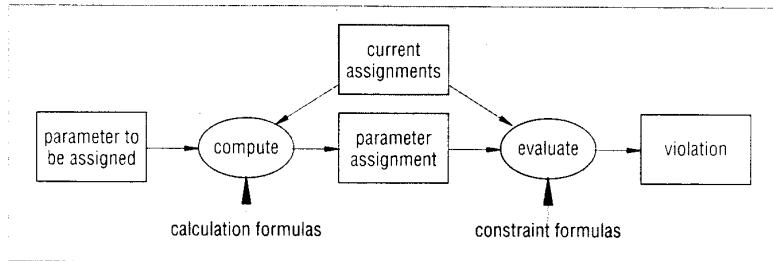 current
assignments
parameter to
be assigned
compute
parameter
assignment
evaluate
violation
calculation formulas
constraint formulas